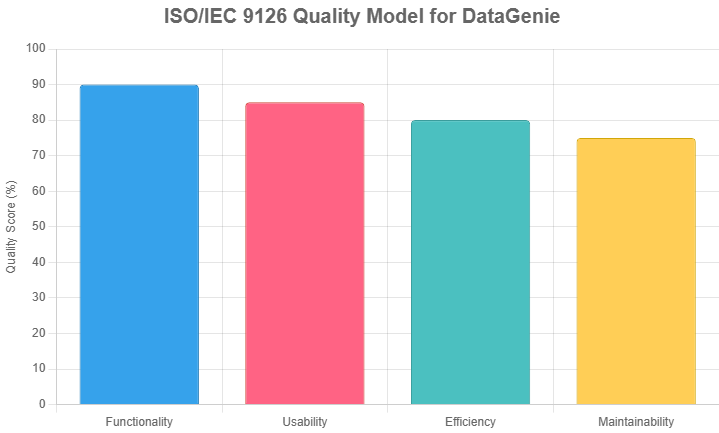 ISO/IEC 9126 Quality Model for DataGenie
100
90
80
70
60
50
40
30
20
10
0
Quality Score (%)
Functionality
Usability
Efficiency
Maintainability